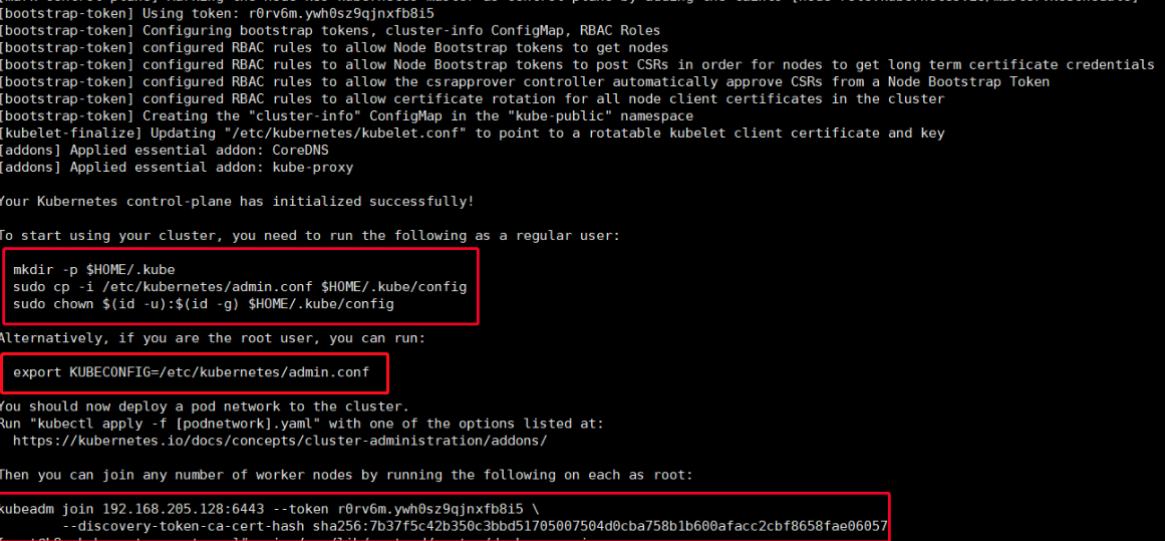 [bootstrap-token] Using token: r0rv6m.ywh0sz9qjnxfb8i5
[bootstrap-token] Configuring bootstrap tokens, cluster-info ConfigMap, RBAC Roles
[bootstrap-token] configured RBAC rules to allow Node Bootstrap tokens to get nodes
[bootstrap-token] configured RBAC rules to allow Node Bootstrap tokens to post CSRs in order for nodes to get long term certificate credentials
[bootstrap-token] configured RBAC rules to allow the csrapprover controller automatically approve CSRs from a Node Bootstrap Token
[bootstrap-token] configured RBAC rules to allow certificate rotation for all node client certificates in the cluster
[bootstrap-token] Creating the "cluster-info" ConfigMap in the "kube-public" namespace
[kubelet-finalize] Updating "/etc/kubernetes/kubelet.conf" to point to a rotatable kubelet client certificate and key
[addons] Applied essential addon: CoreDNS
[addons] Applied essential addon: kube-proxy
Your Kubernetes control-plane has initialized successfully!
To start using your cluster, you need to run the following as a regular user:
mkdir -p $HOME/.kube
sudo cp -i /etc/kubernetes/admin.conf $HOME/.kube/config
sudo chown $(id -u):$(id -g) $HOME/.kube/config
Alternatively, if you are the root user, you can run:
export KUBECONFIG=/etc/kubernetes/admin.conf
You should now deploy a pod network to the cluster.
Run "kubectl apply -f [podnetwork].yaml" with one of the options listed at:
https://kubernetes.io/docs/concepts/cluster-administration/addons/
Then you can join any number of worker nodes by running the following on each as root:
kubeadm join 192.168.205.128:6443 --token r0rv6m.ywh0sz9qjnxfb8i5 \
--discovery-token-ca-cert-hash sha256:7b37f5c42b350c3bbd51705007504d0cba758b1b600afacc2cbf8658fae06057